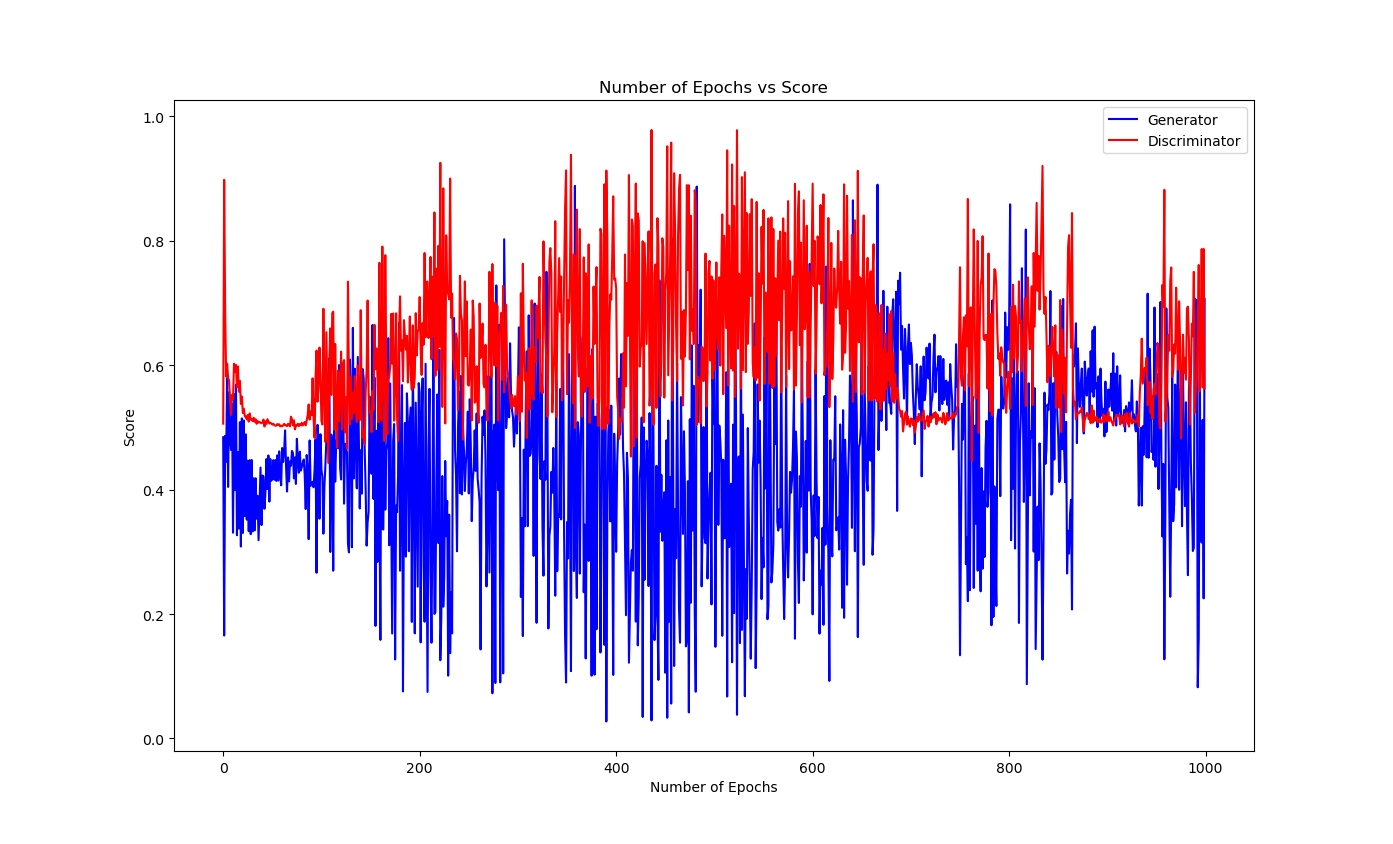 Number of Epochs vs Score
Generator
Discriminator
1.0
0.8
0.6
0.4
0.2
0.0
Score
0 200 400 600 800 1000
Number of Epochs